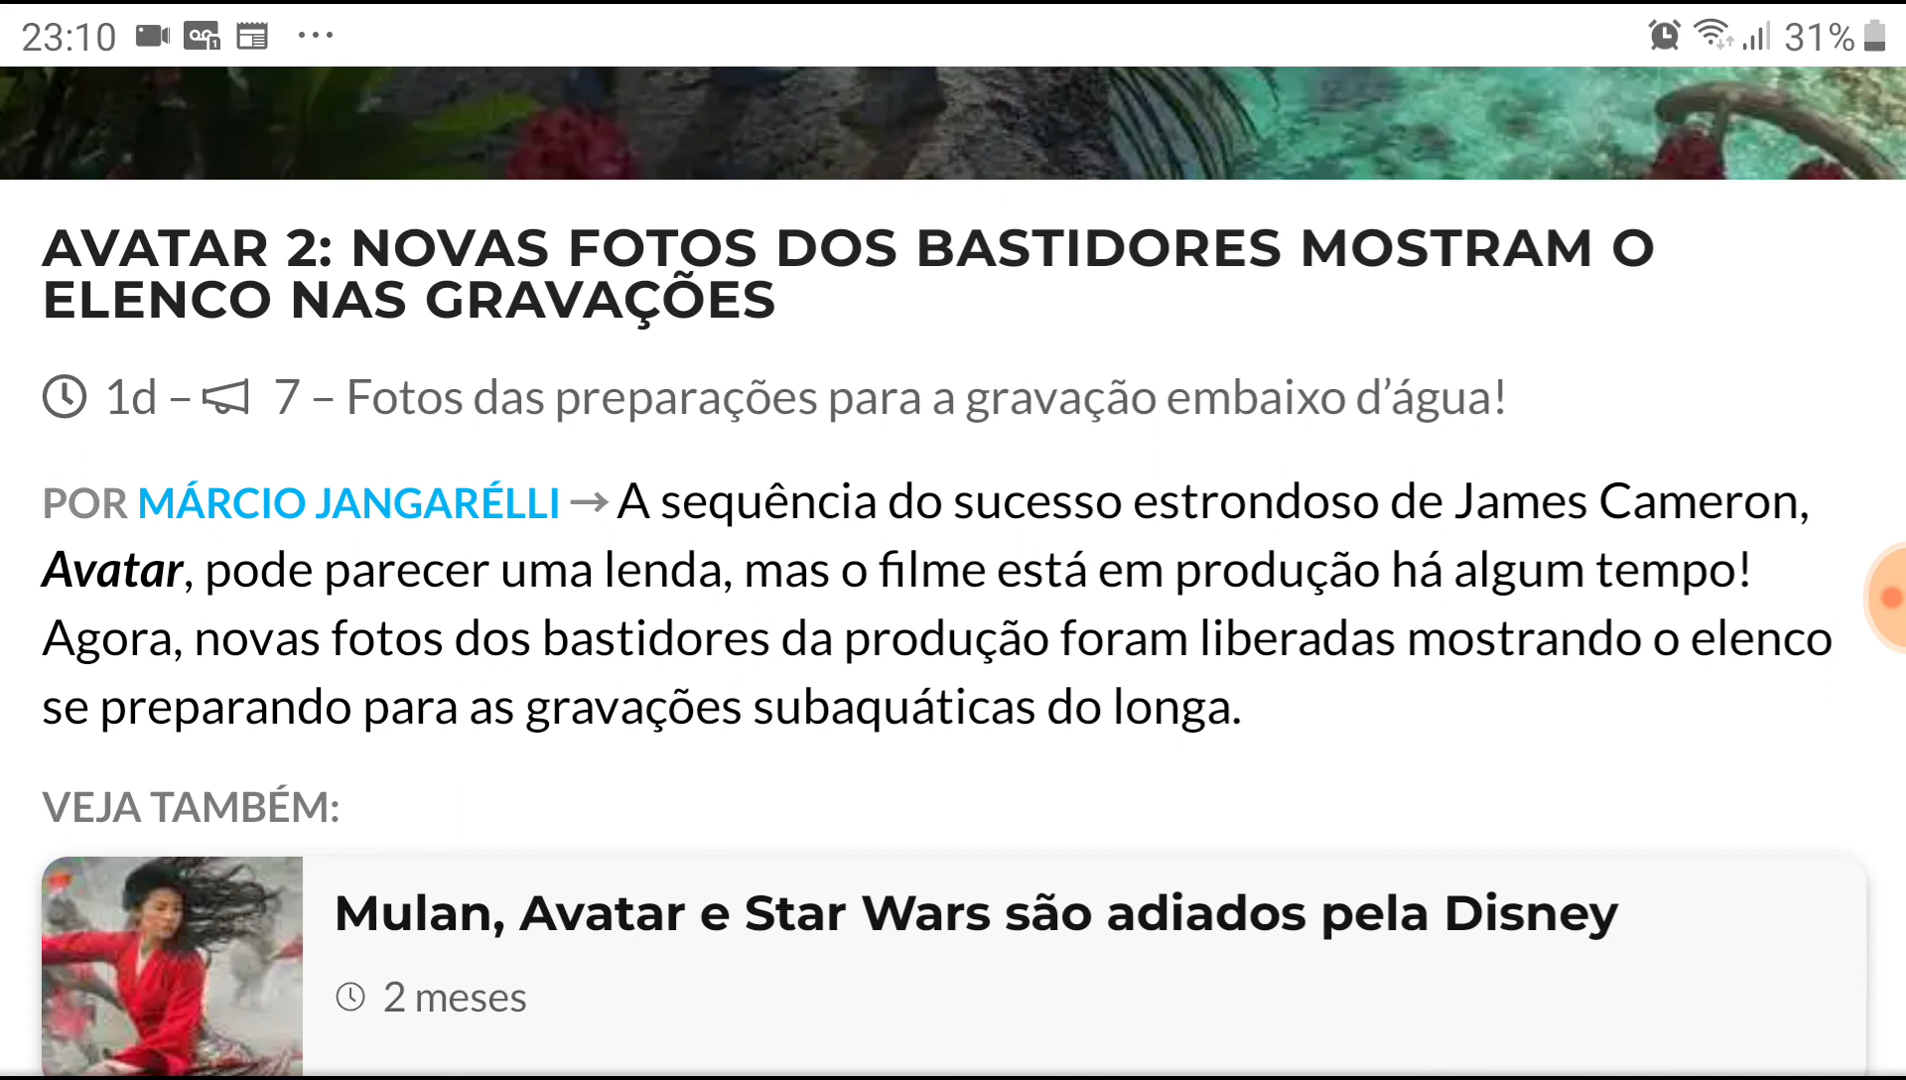 23:10 31%
AVATAR 2: NOVAS FOTOS DOS BASTIDORES MOSTRAM O
ELENCO NAS GRAVAÇÕES
1d – 7 – Fotos das preparações para a gravação embaixo d’água!
POR MÁRCIO JANGARÉLLI → A sequência do sucesso estrondoso de James Cameron,
Avatar, pode parecer uma lenda, mas o filme está em produção há algum tempo!
Agora, novas fotos dos bastidores da produção foram liberadas mostrando o elenco
se preparando para as gravações subaquáticas do longa.
VEJA TAMBÉM:
Mulan, Avatar e Star Wars são adiados pela Disney
2 meses